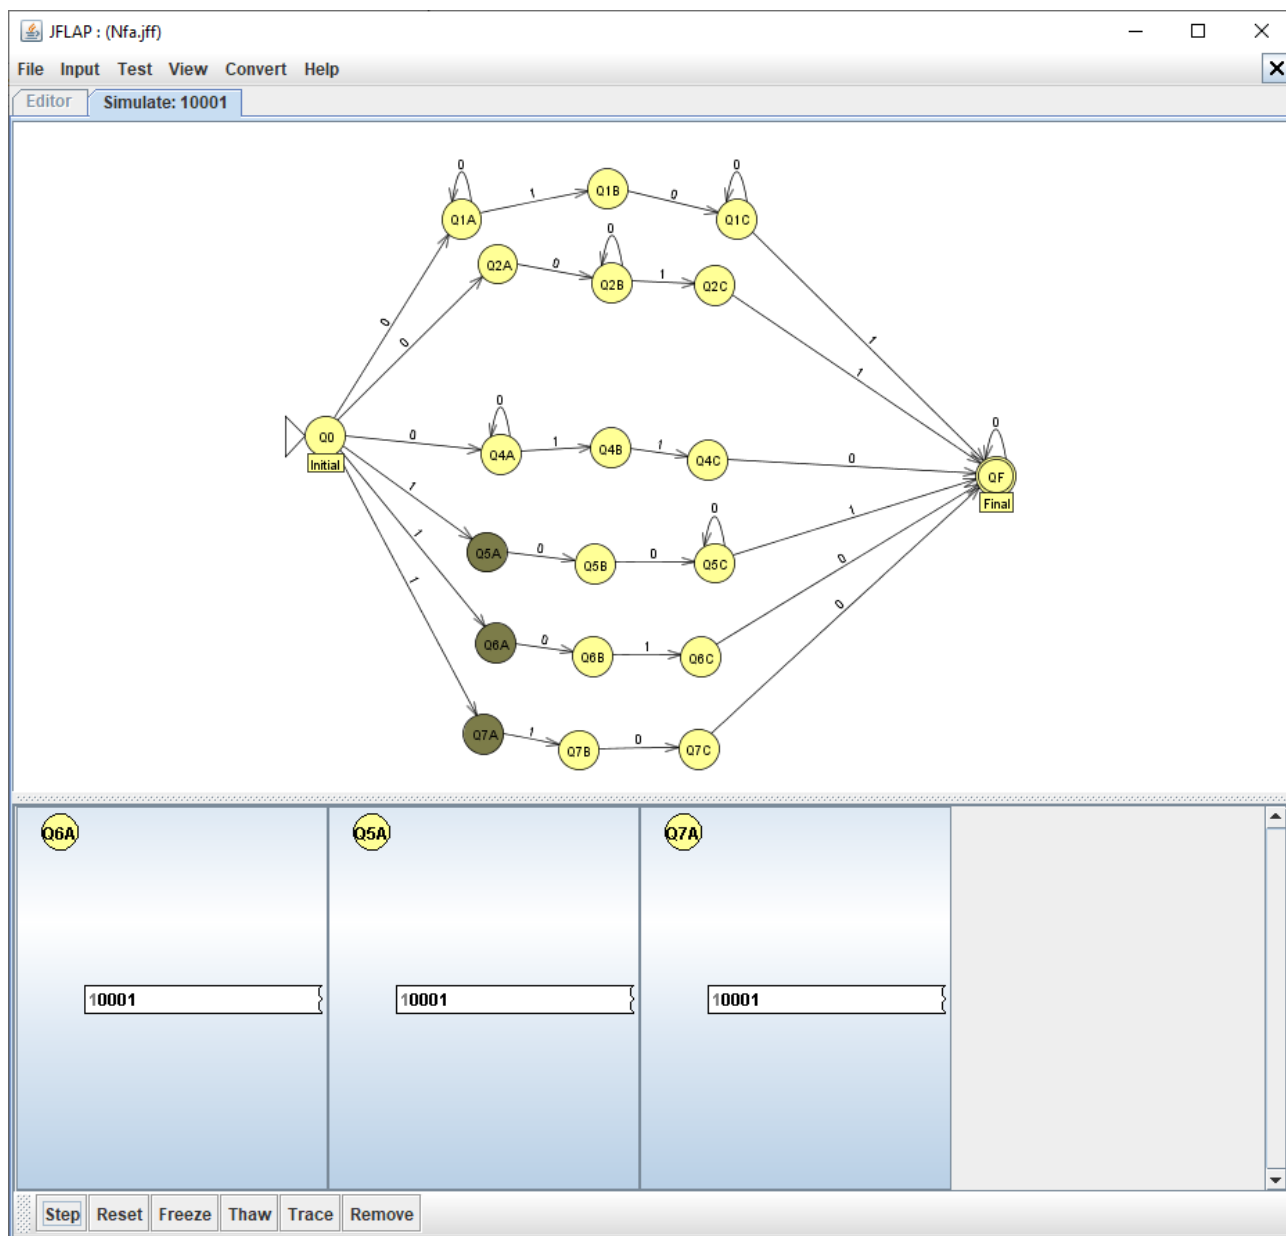 JFLAP : (Nfa.jff)
File Input Test View Convert Help
Editor Simulate: 10001
0 0
1 Q1B 0
Q1A Q1C
0
Q2A 0 Q2B 1 Q2C
0
0
1
1
0 0
Q0 0 Q4A 1 Q4B 1 Q4C 0 QF
Initial Final
1 0 1
Q5A 0 Q5B 0 Q5C
1 0
Q6A 0 Q6B 1 Q6C
1 0
Q7A 1 Q7B 0 Q7C
Q6A Q5A Q7A
10001 10001 10001
Step Reset Freeze Thaw Trace Remove